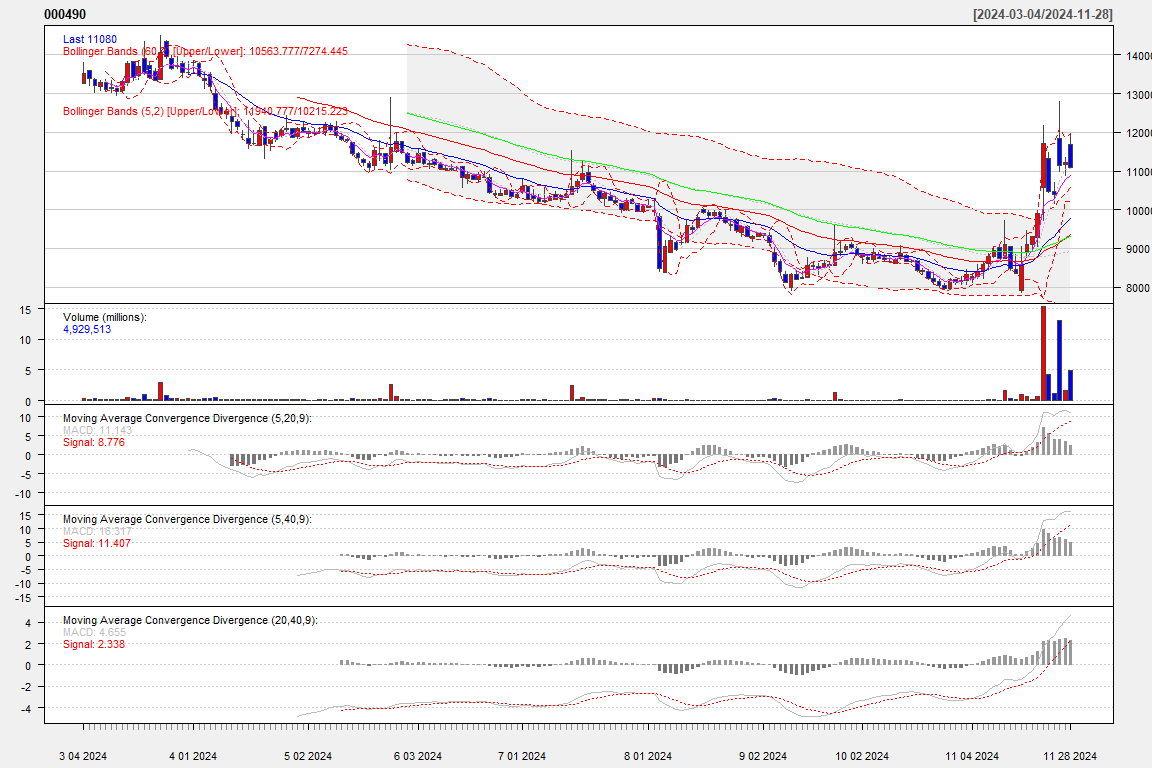 000490 [2024-03-04/2024-11-28]
Last 11080
Bollinger Bands (60,2) [Upper/Lower]: 10563.777/7274.445
Bollinger Bands (5,2) [Upper/Lower]: 11940.777/10215.223
14000
13000
12000
11000
10000
9000
8000
Volume (millions):
4,929,513
15
10
5
0
Moving Average Convergence Divergence (5,20,9):
MACD: 11.143
Signal: 8.776
10
5
0
-5
-10
Moving Average Convergence Divergence (5,40,9):
MACD: 16.317
Signal: 11.407
15
10
5
0
-5
-10
-15
Moving Average Convergence Divergence (20,40,9):
MACD: 4.655
Signal: 2.338
4
2
0
-2
-4
3 04 2024 4 01 2024 5 02 2024 6 03 2024 7 01 2024 8 01 2024 9 02 2024 10 02 2024 11 04 2024 11 28 2024